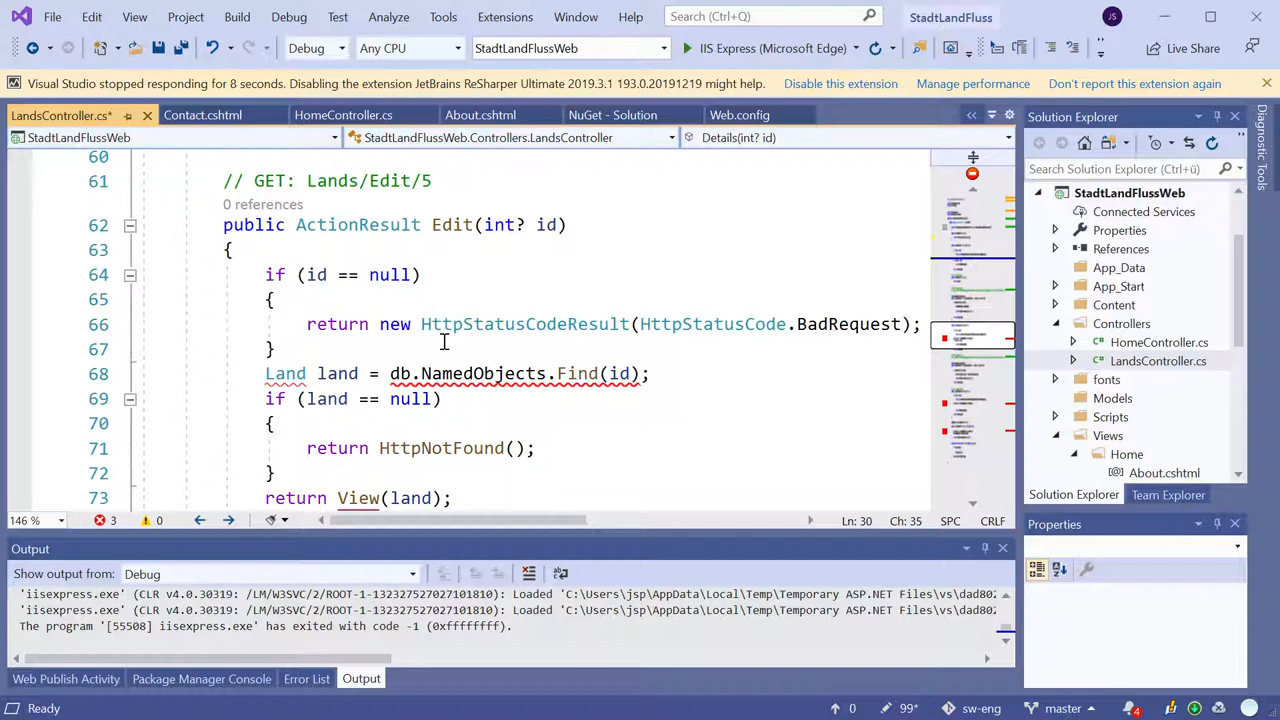 File Edit View Project Build Debug Test Analyze Tools Extensions Window Help Search (Ctrl+Q) StadtLandFluss JS
Debug Any CPU StadtLandFlussWeb IIS Express (Microsoft Edge) Live Share
Visual Studio stopped responding for 8 seconds. Disabling the extension JetBrains ReSharper Ultimate 2019.3.1 193.0.20191219 might help. Disable this extension Manage performance Don't report this extension again
LandsController.cs* Contact.cshtml HomeController.cs About.cshtml NuGet - Solution Web.config
StadtLandFlussWeb StadtLandFlussWeb.Controllers.LandsController Details(int? id)
60
61 // GET: Lands/Edit/5
0 references
62 public ActionResult Edit(int? id)
63 {
64 if (id == null)
65 {
66 return new HttpStatusCodeResult(HttpStatusCode.BadRequest);
67 }
68 Land land = db.NamedObjects.Find(id);
69 if (land == null)
70 {
71 return HttpNotFound();
72 }
73 return View(land);
146 % 3 0 Ln: 30 Ch: 35 SPC CRLF
Output
Show output from: Debug
'iisexpress.exe' (CLR v4.0.30319: /LM/W3SVC/2/ROOT-1-132327527027101810): Loaded 'C:\Users\jsp\AppData\Local\Temp\Temporary ASP.NET Files\vs\dad802
'iisexpress.exe' (CLR v4.0.30319: /LM/W3SVC/2/ROOT-1-132327527027101810): Loaded 'C:\Users\jsp\AppData\Local\Temp\Temporary ASP.NET Files\vs\dad802
The program '[55508] iisexpress.exe' has exited with code -1 (0xffffffff).
Web Publish Activity Package Manager Console Error List Output
Solution Explorer
Search Solution Explorer (Ctrl+ü)
StadtLandFlussWeb
Connected Services
Properties
References
App_Data
App_Start
Content
Controllers
HomeController.cs
LandsController.cs
fonts
Models
Scripts
Views
Home
About.cshtml
Solution Explorer Team Explorer
Properties
Diagnostic Tools
Ready 0 99* sw-eng master 4